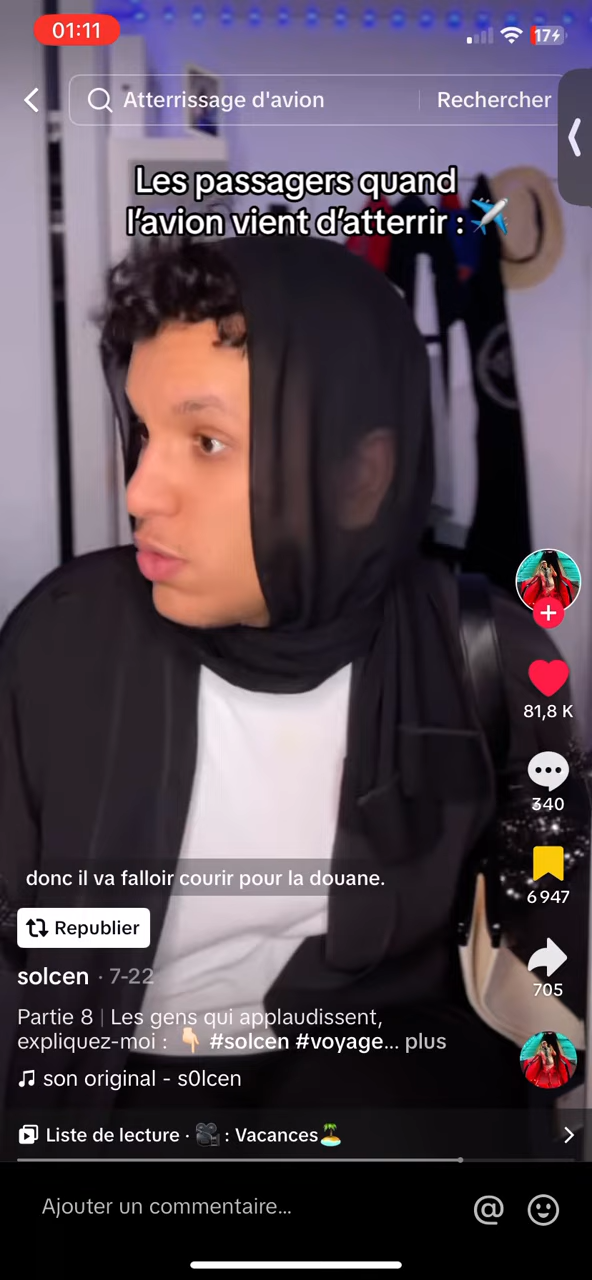 01:11
17
Atterrissage d'avion
Rechercher
Les passagers quand
l'avion vient d'atterrir : ✈️
81,8 K
340
donc il va falloir courir pour la douane.
6 947
Republier
solcen · 7-22
705
Partie 8 | Les gens qui applaudissent,
expliquez-moi : 👇🏻 #solcen #voyage... plus
son original - s0lcen
Liste de lecture · 🎥 : Vacances🏝️
Ajouter un commentaire...
@